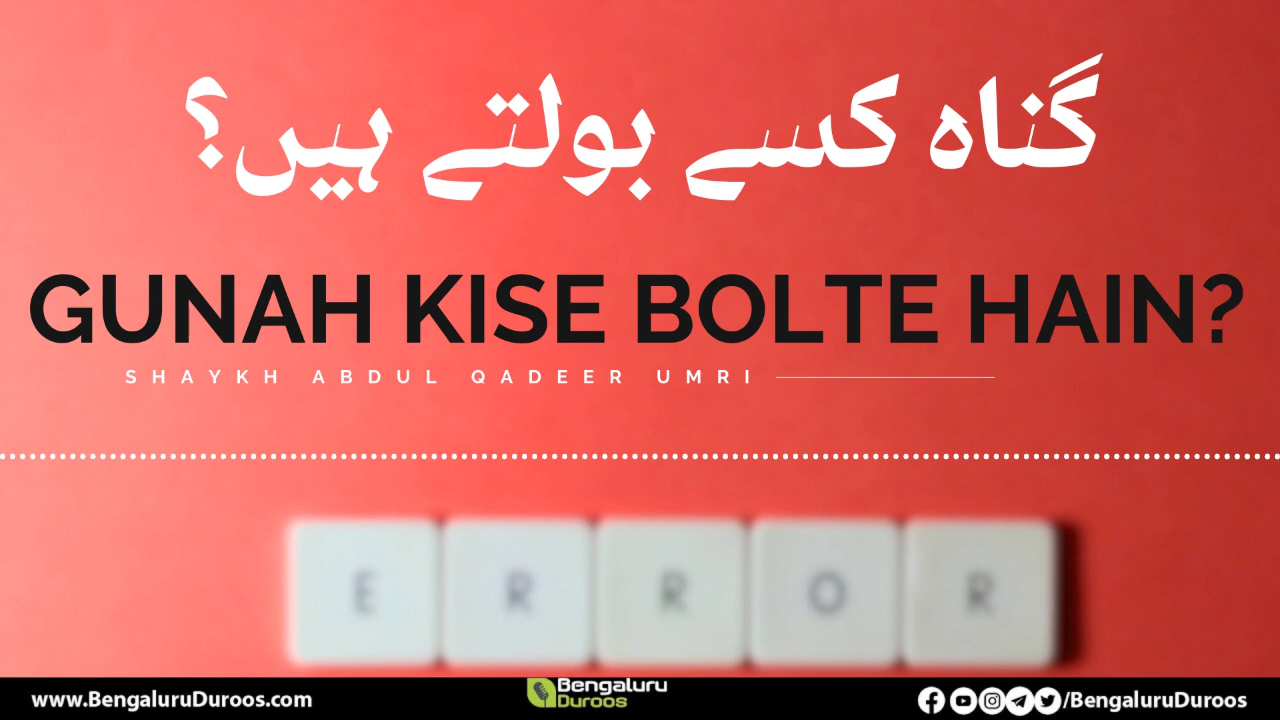 گناہ کسے بولتے ہیں؟
GUNAH KISE BOLTE HAIN?
SHAYKH ABDUL QADEER UMRI
E R R O R
www.BengaluruDuroos.com
Bengaluru
Duroos
/BengaluruDuroos